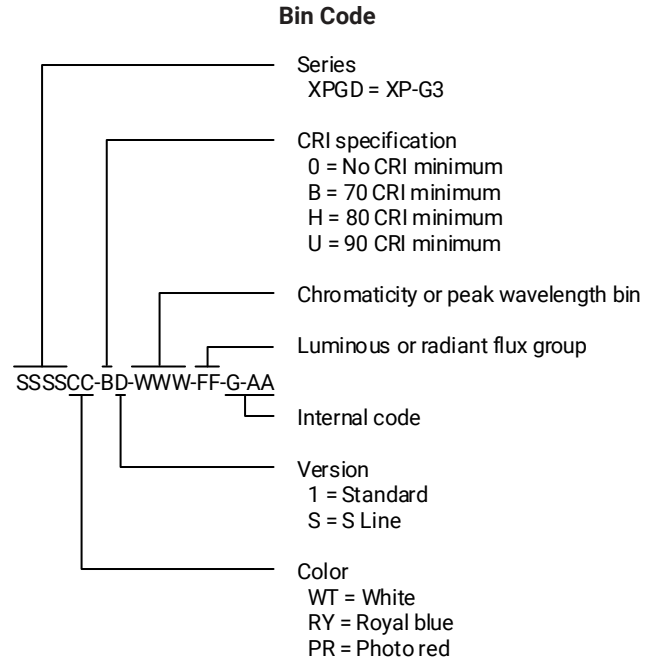 Bin Code
Series
XPGD = XP-G3
CRI specification
0 = No CRI minimum
B = 70 CRI minimum
H = 80 CRI minimum
U = 90 CRI minimum
Chromaticity or peak wavelength bin
Luminous or radiant flux group
SSSSCC-BD-WWW-FF-G-AA
Internal code
Version
1 = Standard
S = S Line
Color
WT = White
RY = Royal blue
PR = Photo red